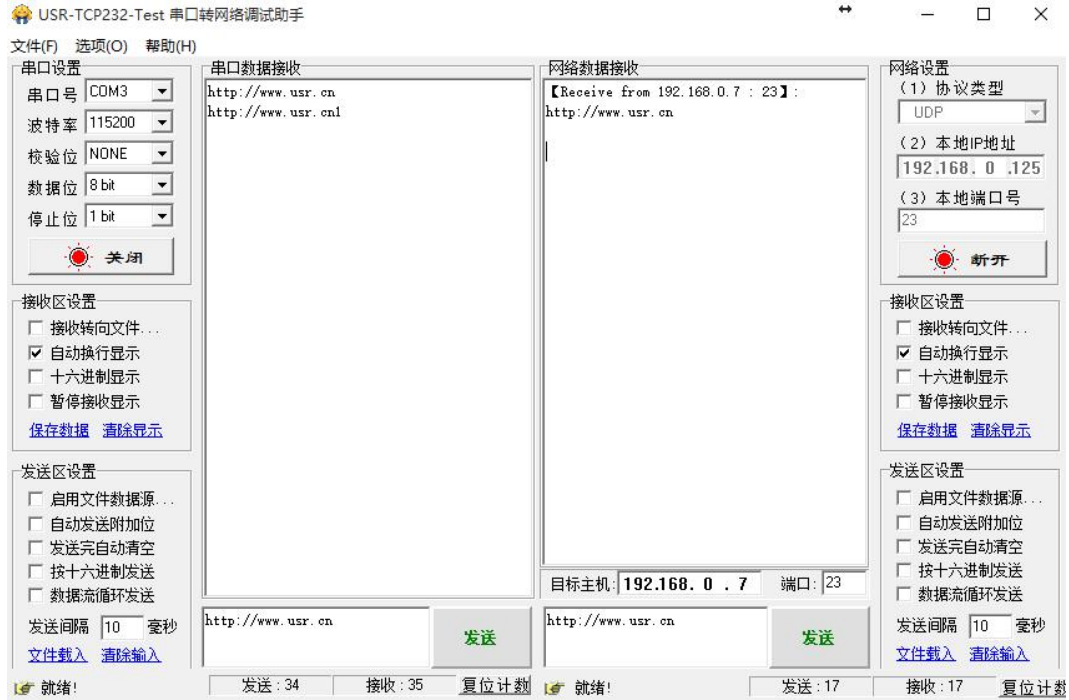 USR-TCP232-Test 串口转网络调试助手
文件(F) 选项(O) 帮助(H)
串口设置
串口号 COM3
波特率 115200
校验位 NONE
数据位 8 bit
停止位 1 bit
关闭
接收区设置
接收转向文件...
自动换行显示
十六进制显示
暂停接收显示
保存数据 清除显示
发送区设置
启用文件数据源...
自动发送附加位
发送完自动清空
按十六进制发送
数据流循环发送
发送间隔 10 毫秒
文件载入 清除输入
串口数据接收
http://www.usr.cn
http://www.usr.cn1
http://www.usr.cn
发送
就绪!
发送:34 接收:35 复位计数
网络数据接收
【Receive from 192.168.0.7 : 23】:
http://www.usr.cn
目标主机: 192.168. 0 . 7 端口: 23
http://www.usr.cn
发送
就绪!
发送:17 接收:17 复位计数
网络设置
(1) 协议类型
UDP
(2) 本地IP地址
192.168. 0 .125
(3) 本地端口号
23
断开
接收区设置
接收转向文件...
自动换行显示
十六进制显示
暂停接收显示
保存数据 清除显示
发送区设置
启用文件数据源...
自动发送附加位
发送完自动清空
按十六进制发送
数据流循环发送
发送间隔 10 毫秒
文件载入 清除输入